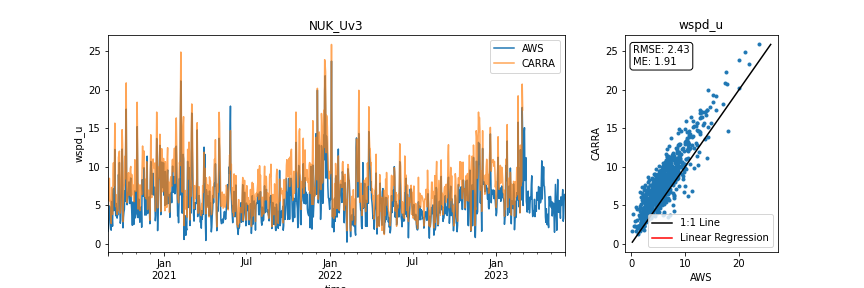 NUK_Uv3
wspd_u
25
20
15
10
5
0
AWS
CARRA
Jan
2021
Jul
Jan
2022
Jul
Jan
2023
time
wspd_u
CARRA
25
20
15
10
5
0
RMSE: 2.43
ME: 1.91
1:1 Line
Linear Regression
0
10
20
AWS
wspd_u